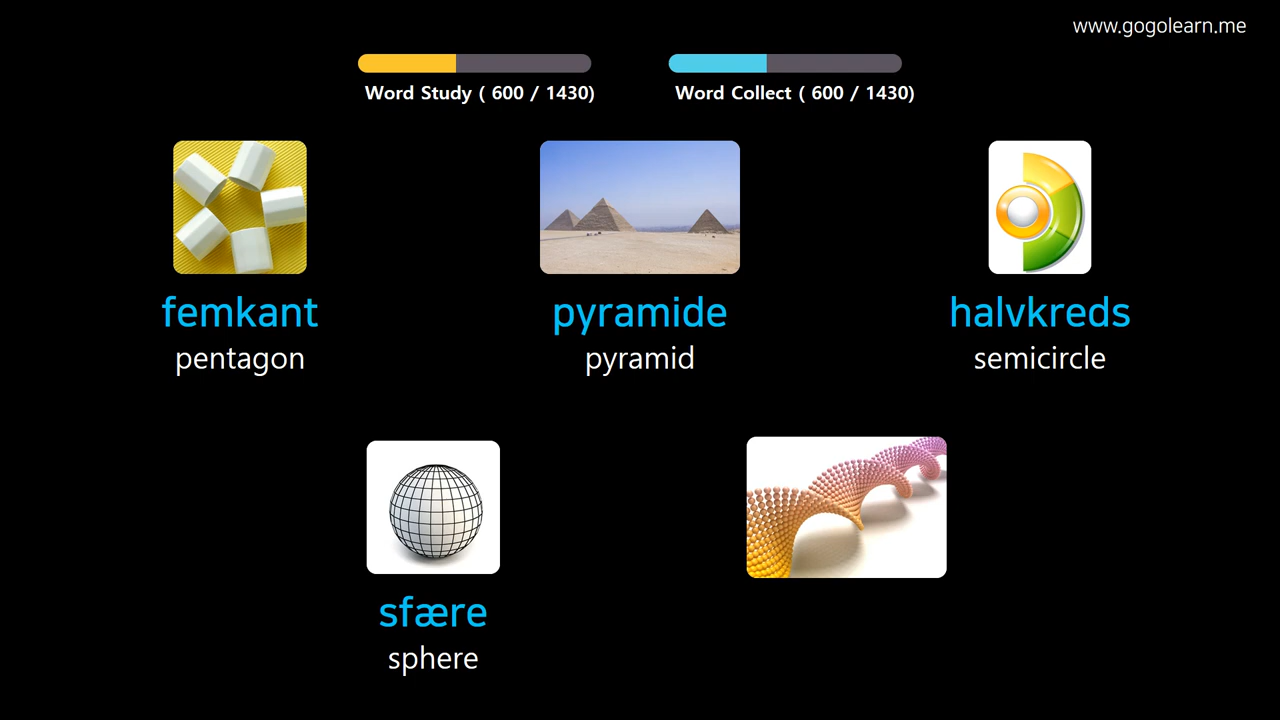 www.gogolearn.me
Word Study ( 600 / 1430)
Word Collect ( 600 / 1430)
femkant
pentagon
pyramide
pyramid
halvkreds
semicircle
sfære
sphere